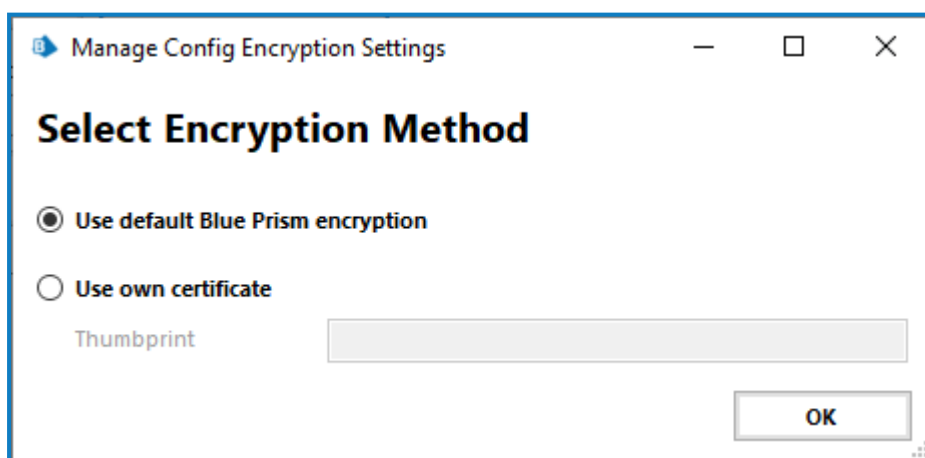 Manage Config Encryption Settings
Select Encryption Method
Use default Blue Prism encryption
Use own certificate
Thumbprint
OK